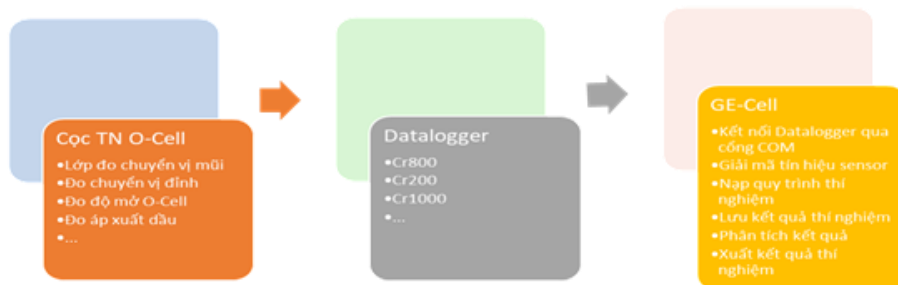 Cọc TN O-Cell
•Lớp đo chuyển vị mũi
•Đo chuyển vị đỉnh
•Đo độ mở O-Cell
•Đo áp xuất dầu
•...
Datalogger
•Cr800
•Cr200
•Cr1000
•...
GE-Cell
•Kết nối Datalogger qua
cổng COM
•Giải mã tín hiệu sensor
•Nạp quy trình thí
nghiệm
•Lưu kết quả thí nghiệm
•Phân tích kết quả
•Xuất kết quả thí
nghiệm